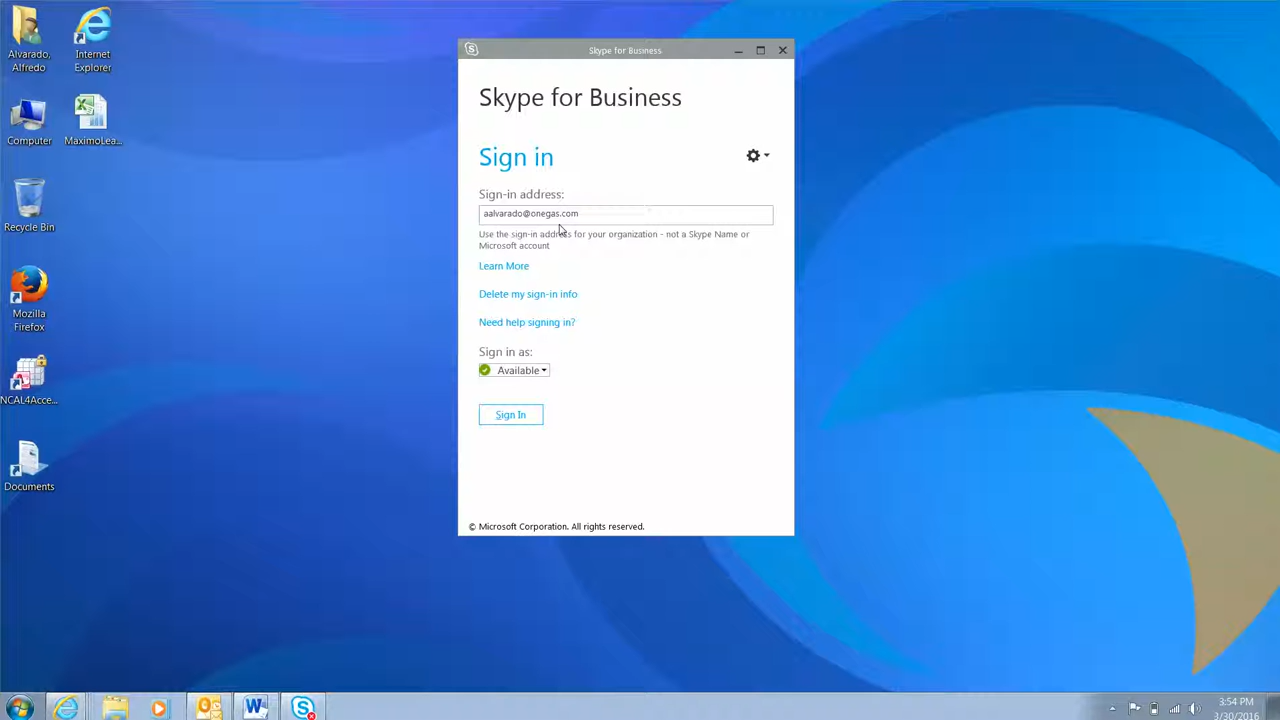 Alvarado,
Alfredo
Internet
Explorer
Computer
MaximoLea...
Recycle Bin
Mozilla
Firefox
NCAL4Acce...
Documents
Skype for Business
Skype for Business
Sign in
Sign-in address:
aalvarado@onegas.com
Use the sign-in address for your organization - not a Skype Name or
Microsoft account
Learn More
Delete my sign-in info
Need help signing in?
Sign in as:
Available
Sign In
© Microsoft Corporation. All rights reserved.
3:54 PM
3/30/2016